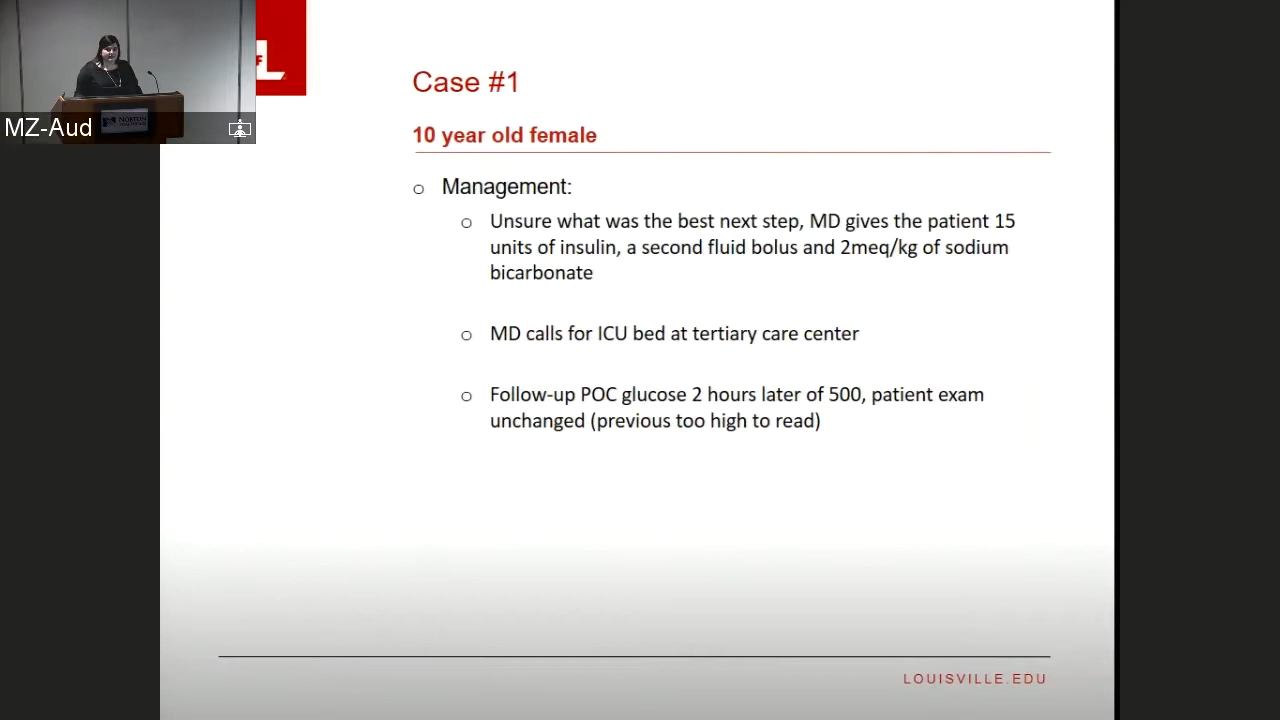 Case #1
10 year old female
o Management:
o Unsure what was the best next step, MD gives the patient 15
units of insulin, a second fluid bolus and 2meq/kg of sodium
bicarbonate
o MD calls for ICU bed at tertiary care center
o Follow-up POC glucose 2 hours later of 500, patient exam
unchanged (previous too high to read)
LOUISVILLE.EDU
MZ-Aud
NORTON